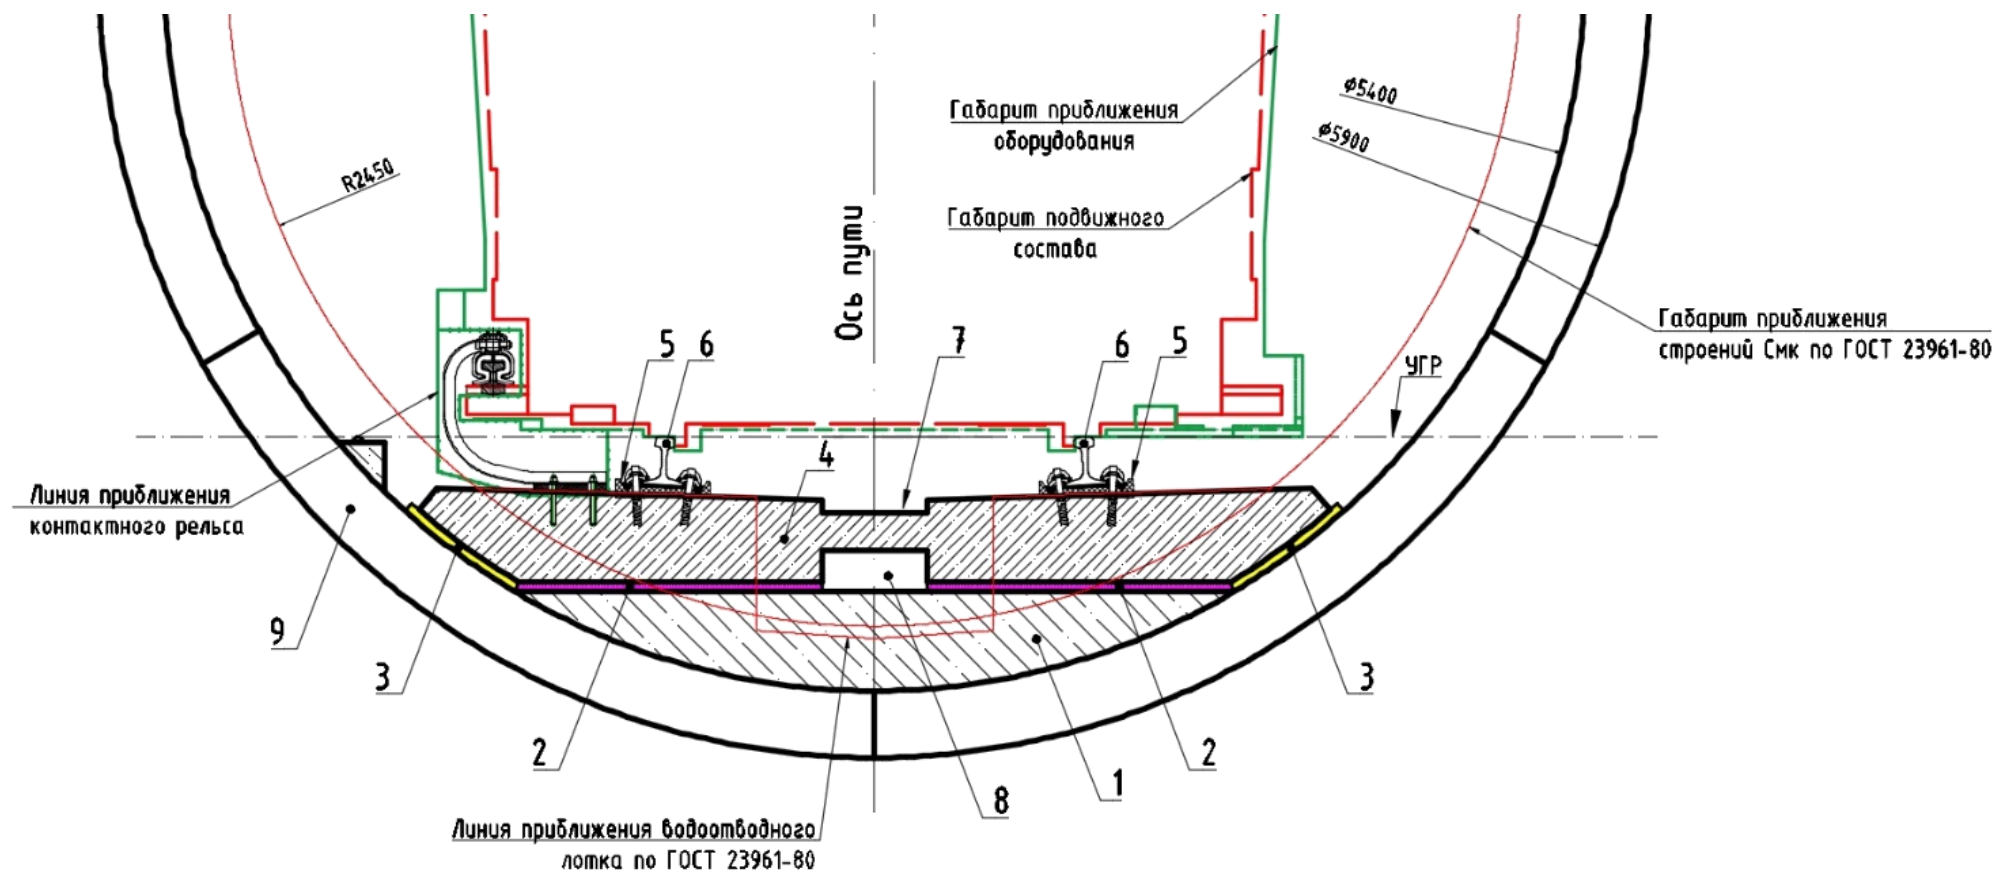 Габарит приближения
оборудования
Габарит подвижного
состава
Ось пути
R2450
ϕ5400
ϕ5900
Габарит приближения
строений Смк по ГОСТ 23961-80
УГР
5
6
7
6
5
4
Линия приближения
контактного рельса
9
3
2
8
1
2
3
Линия приближения водоотводного
лотка по ГОСТ 23961-80